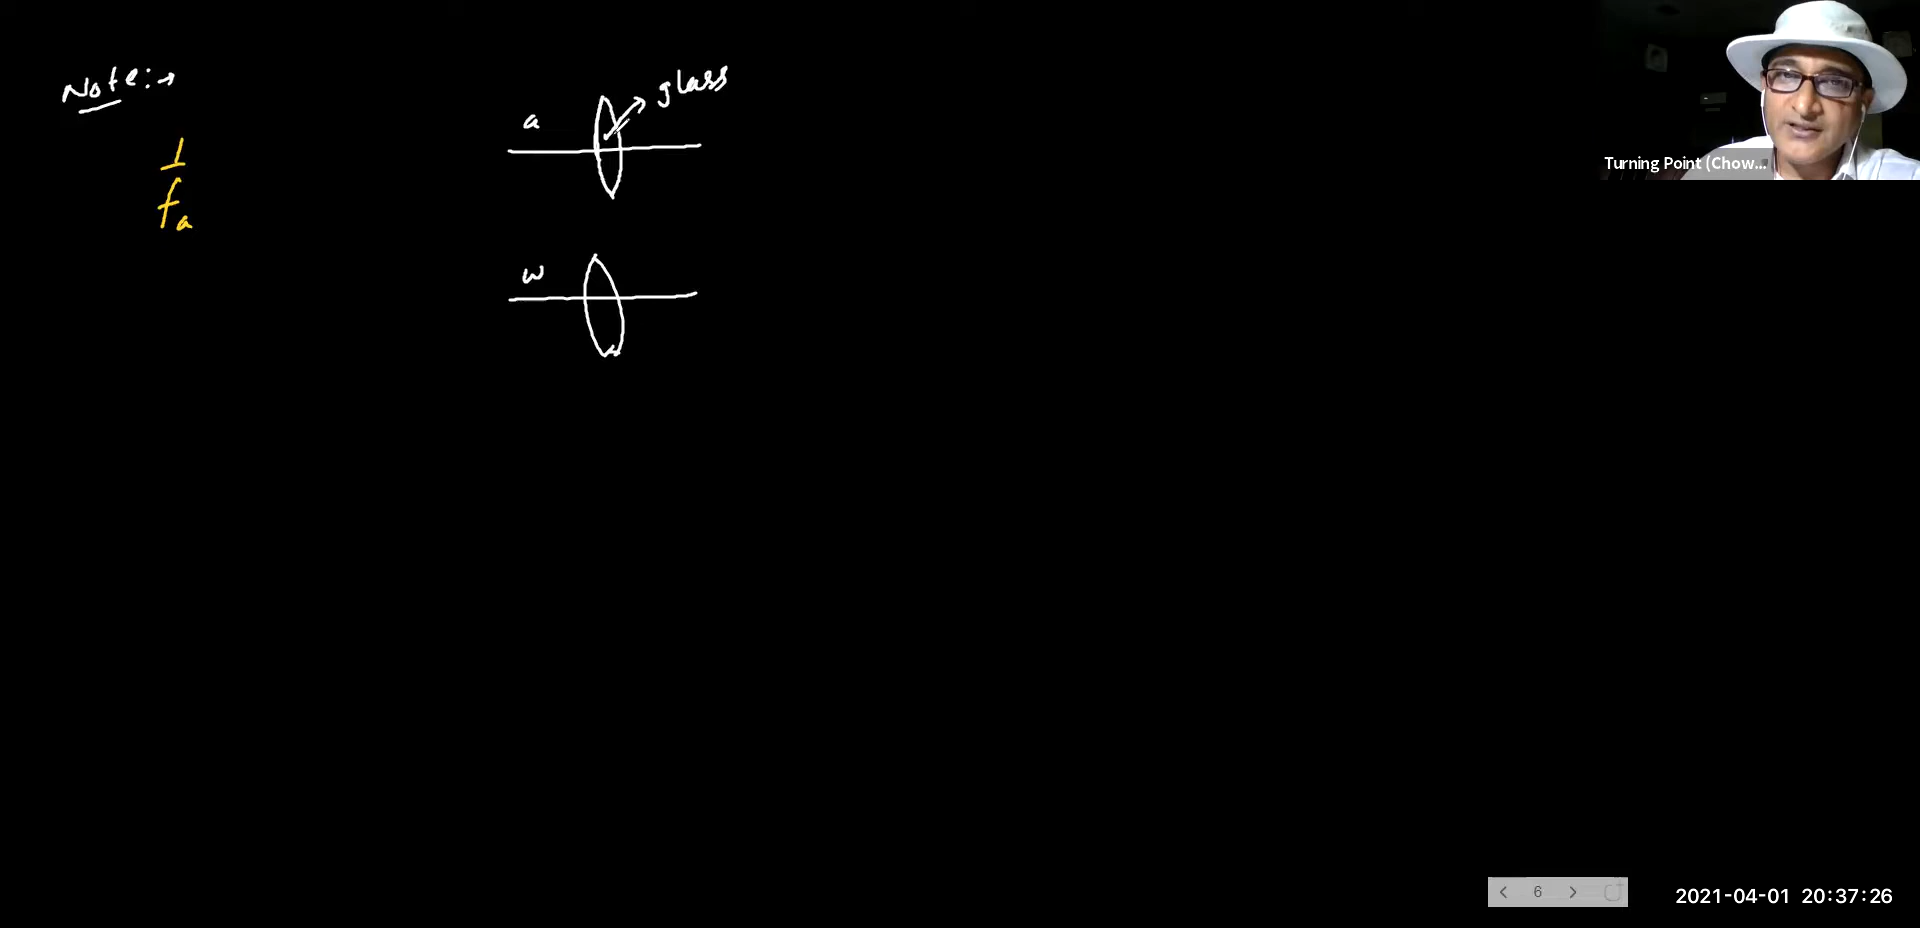 Note:→
glass
a
1
fa
w
Turning Point (Chow...
6
2021-04-01 20:37:26